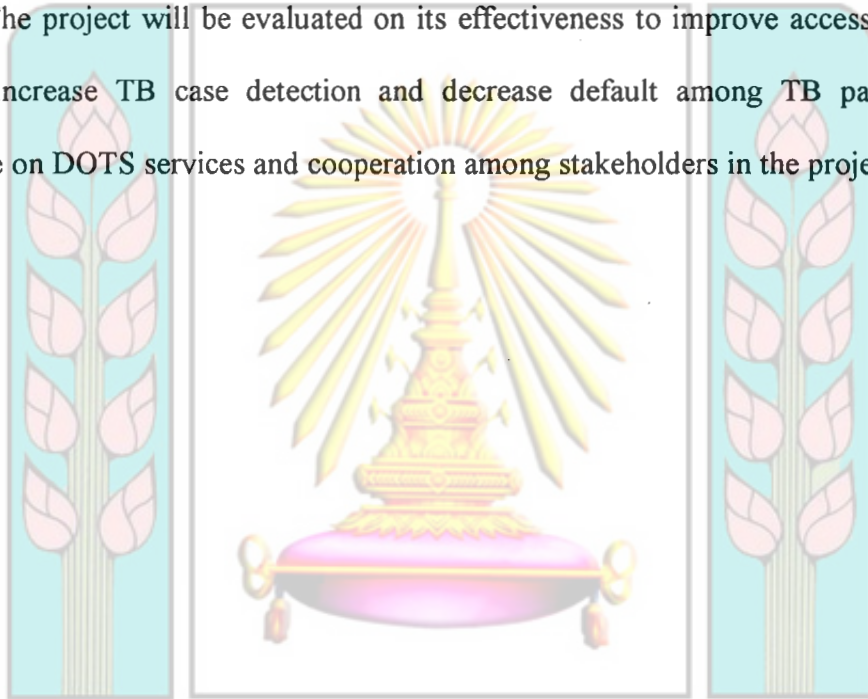 he project will be evaluated on its effectiveness to improve access
ncrease TB case detection and decrease default among TB pa
e on DOTS services and cooperation among stakeholders in the proje